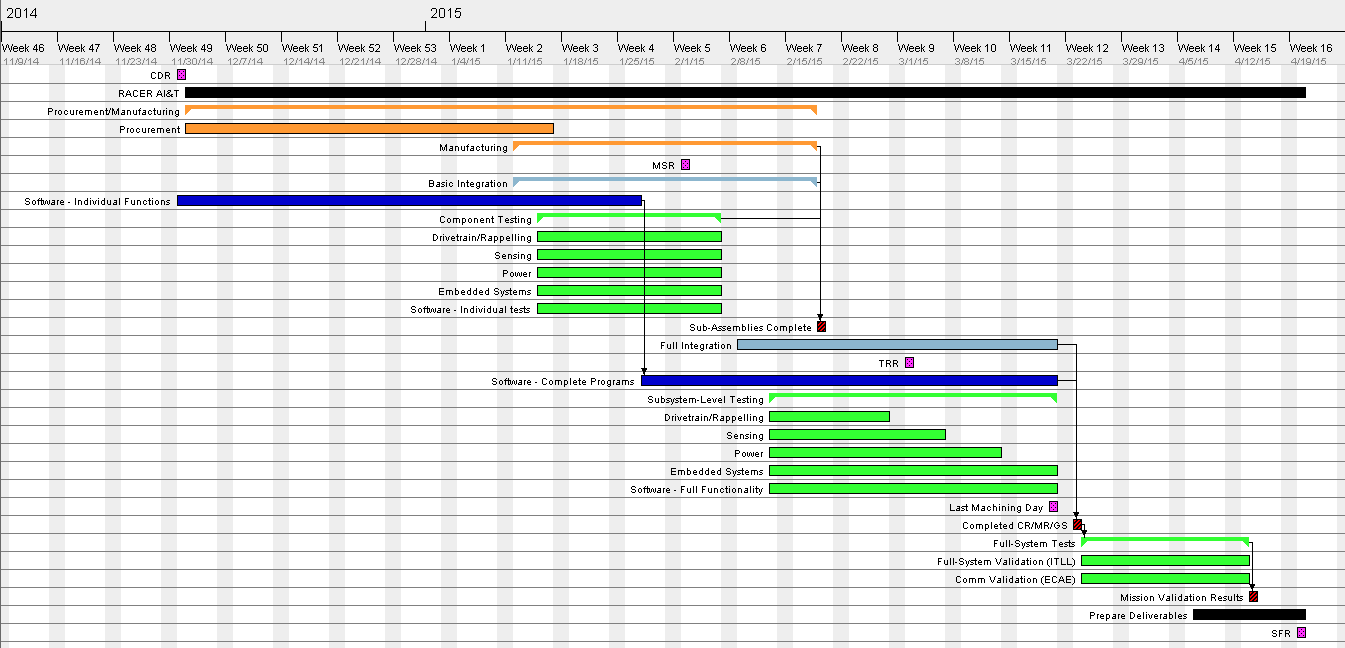 2014 2015
Week 46 Week 47 Week 48 Week 49 Week 50 Week 51 Week 52 Week 53 Week 1 Week 2 Week 3 Week 4 Week 5 Week 6 Week 7 Week 8 Week 9 Week 10 Week 11 Week 12 Week 13 Week 14 Week 15 Week 16
11/9/14 11/16/14 11/23/14 11/30/14 12/7/14 12/14/14 12/21/14 12/28/14 1/4/15 1/11/15 1/18/15 1/25/15 2/1/15 2/8/15 2/15/15 2/22/15 3/1/15 3/8/15 3/15/15 3/22/15 3/29/15 4/5/15 4/12/15 4/19/15
CDR
RACER AI&T
Procurement/Manufacturing
Procurement
Manufacturing
MSR
Basic Integration
Software - Individual Functions
Component Testing
Drivetrain/Rappelling
Sensing
Power
Embedded Systems
Software - Individual tests
Sub-Assemblies Complete
Full Integration
TRR
Software - Complete Programs
Subsystem-Level Testing
Drivetrain/Rappelling
Sensing
Power
Embedded Systems
Software - Full Functionality
Last Machining Day
Completed CR/MR/GS
Full-System Tests
Full-System Validation (ITLL)
Comm Validation (ECAE)
Mission Validation Results
Prepare Deliverables
SFR